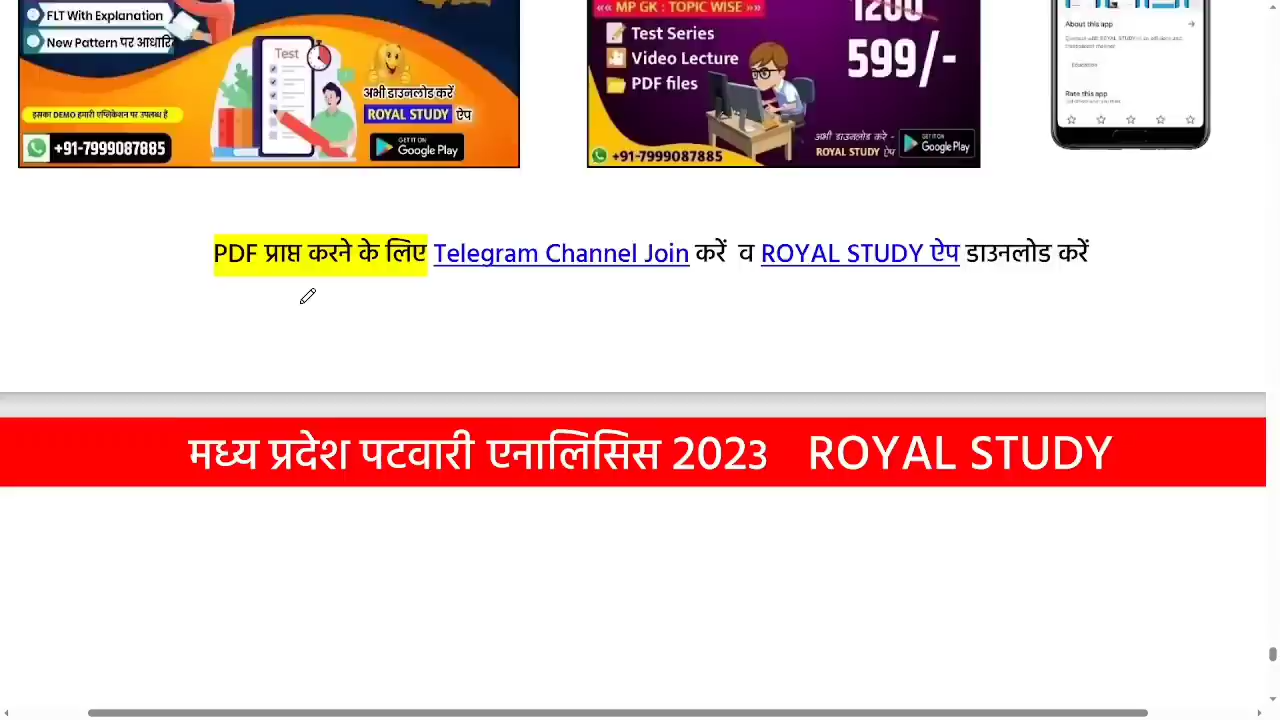 FLT With Explanation
New Pattern पर आधारि
Test
अभी डाउनलोड करें
ROYAL STUDY ऐप
इसका DEMO हमारी एप्लिकेशन पर उपलब्ध है
+91-7999087885
GET IT ON
Google Play
«« MP GK : TOPIC WISE »»
Test Series
Video Lecture
PDF files
1200
599/-
अभी डाउनलोड करें -
ROYAL STUDY ऐप
+91-7999087885
GET IT ON
Google Play
About this app
Education
Rate this app
PDF प्राप्त करने के लिए Telegram Channel Join करें व ROYAL STUDY ऐप डाउनलोड करें
मध्य प्रदेश पटवारी एनालिसिस 2023 ROYAL STUDY